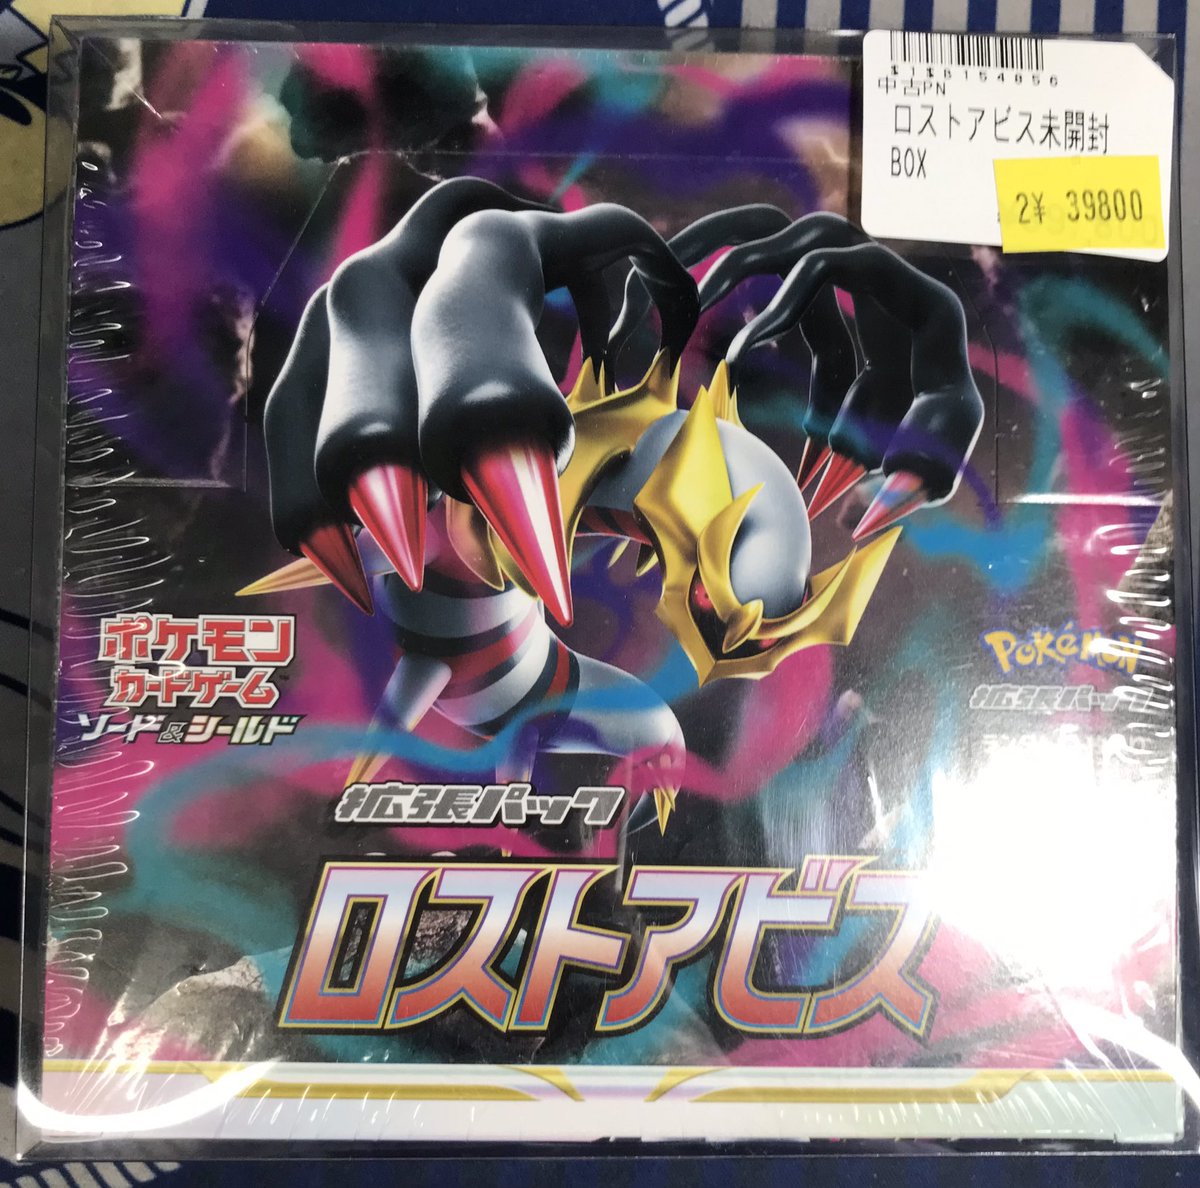 $1$B154856
中古PN
ロストアビス未開封
BOX
2¥ 39800
ポケモン
カードゲーム
ソード&シールド
Pokémon
拡張パック
拡張パック
ロストアビス